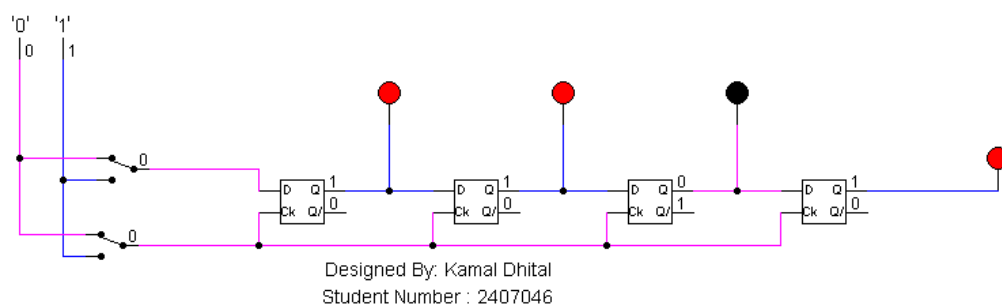 '0' '1'
0 1
0
D Q 1 D Q 1 D Q 0 D Q 1
Ck Q/ 0 Ck Q/ 0 Ck Q/ 1 Ck Q/ 0
0
Designed By: Kamal Dhital
Student Number : 2407046